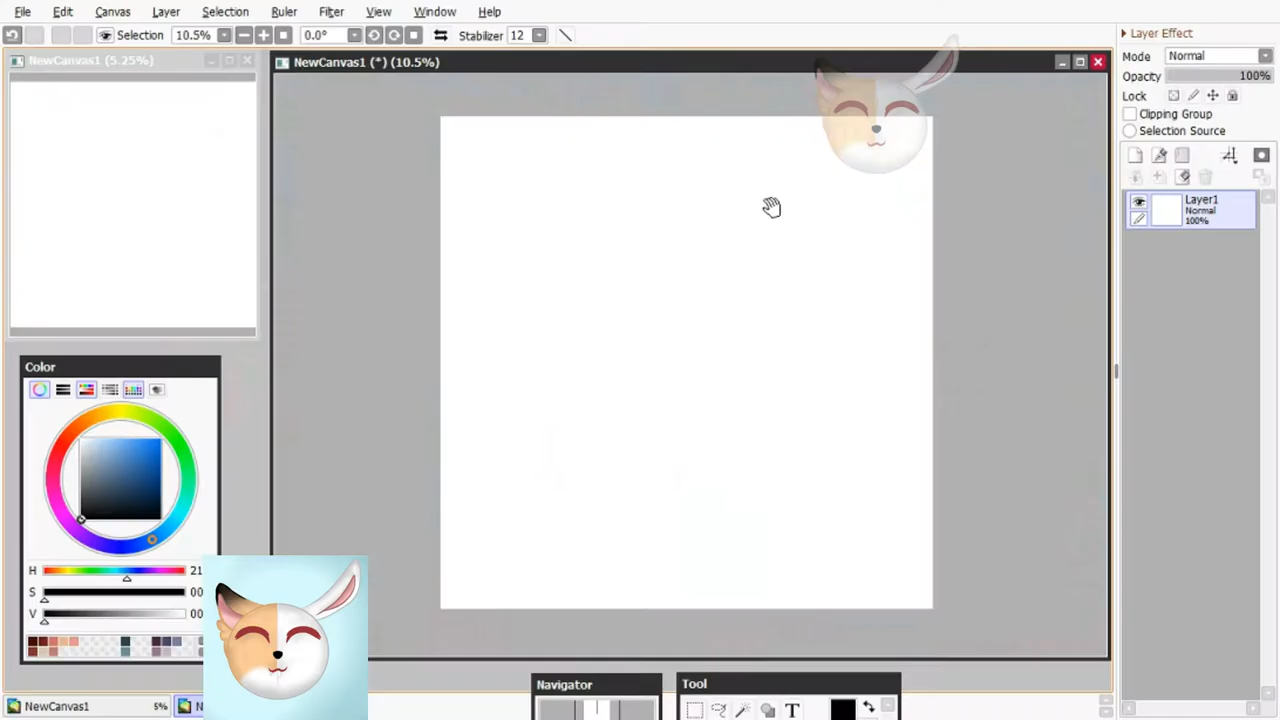 File Edit Canvas Layer Selection Ruler Filter View Window Help
Selection 10.5% 0.0° Stabilizer 12
NewCanvas1 (5.25%)
NewCanvas1 (*) (10.5%)
Layer Effect
Mode Normal
Opacity 100%
Lock
Clipping Group
Selection Source
Layer1
Normal
100%
Color
H 21
S 00
V 00
Navigator
Tool
T
NewCanvas1 5%
N